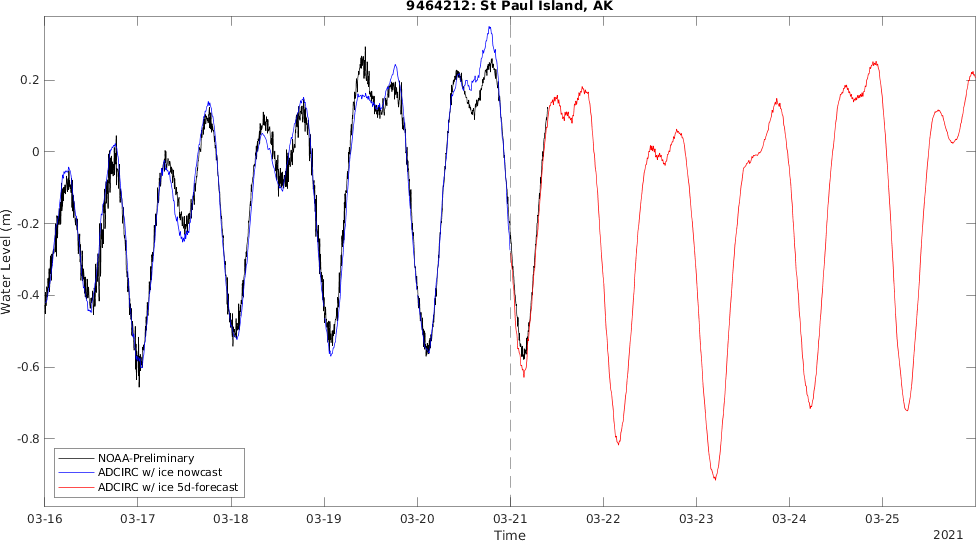 9464212: St Paul Island, AK
0.2
0
-0.2
-0.4
-0.6
-0.8
Water Level (m)
NOAA-Preliminary
ADCIRC w/ ice nowcast
ADCIRC w/ ice 5d-forecast
03-16 03-17 03-18 03-19 03-20 03-21 03-22 03-23 03-24 03-25
Time
2021